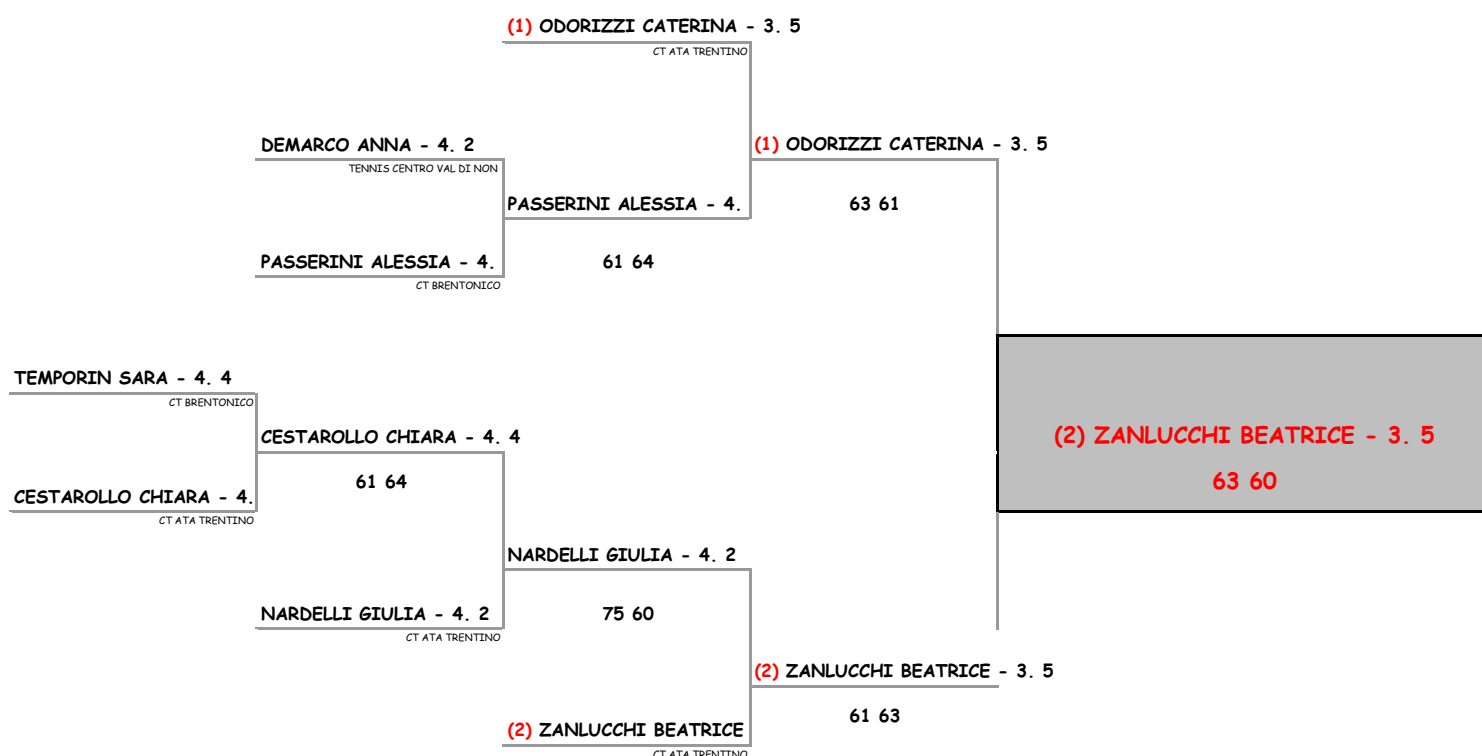 (1) ODORIZZI CATERINA - 3. 5
CT ATA TRENTINO
DEMARCO ANNA - 4. 2
TENNIS CENTRO VAL DI NON
(1) ODORIZZI CATERINA - 3. 5
PASSERINI ALESSIA - 4.
63 61
PASSERINI ALESSIA - 4.
CT BRENTONICO
61 64
TEMPORIN SARA - 4. 4
CT BRENTONICO
CESTAROLLO CHIARA - 4. 4
61 64
CESTAROLLO CHIARA - 4.
CT ATA TRENTINO
(2) ZANLUCCHI BEATRICE - 3. 5
63 60
NARDELLI GIULIA - 4. 2
NARDELLI GIULIA - 4. 2
CT ATA TRENTINO
75 60
(2) ZANLUCCHI BEATRICE - 3. 5
61 63
(2) ZANLUCCHI BEATRICE
CT ATA TRENTINO